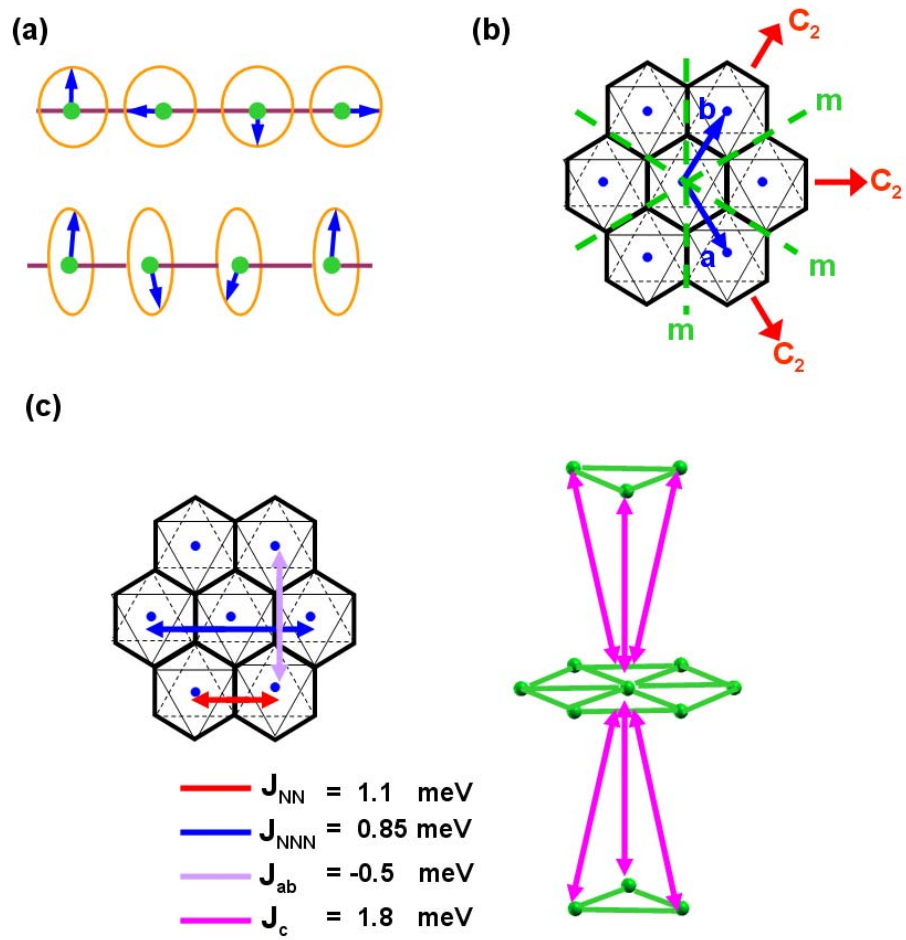 (a)
(b)
C2
b
m
C2
a
m
m
C2
(c)
JNN = 1.1 meV
JNNN = 0.85 meV
Jab = -0.5 meV
Jc = 1.8 meV